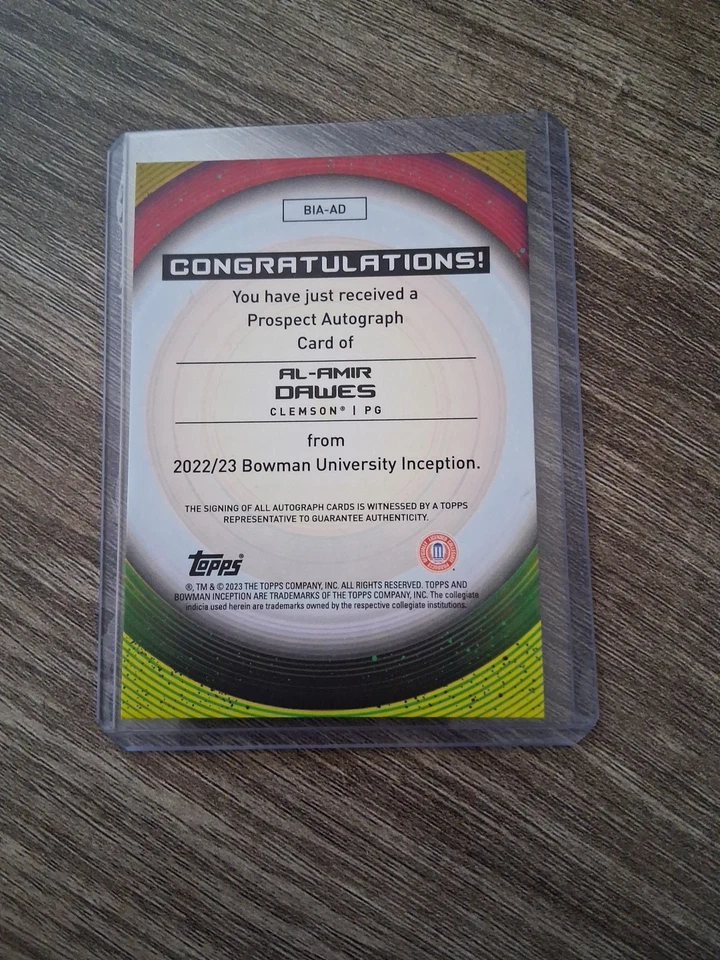 BIA-AD
CONGRATULATIONS!
You have just received a
Prospect Autograph
Card of
AL-AMIR
DAWES
CLEMSON® | PG
from
2022/23 Bowman University Inception.
THE SIGNING OF ALL AUTOGRAPH CARDS IS WITNESSED BY A TOPPS
REPRESENTATIVE TO GUARANTEE AUTHENTICITY.
topps®
®, TM & © 2023 THE TOPPS COMPANY, INC. ALL RIGHTS RESERVED. TOPPS AND
BOWMAN INCEPTION ARE TRADEMARKS OF THE TOPPS COMPANY, INC. The collegiate
indicia used herein are trademarks owned by the respective collegiate institutions.